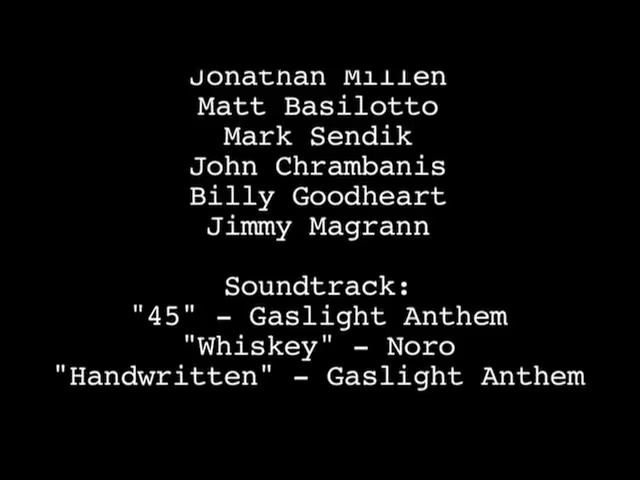 Jonathan Millen
Matt Basilotto
Mark Sendik
John Chrambanis
Billy Goodheart
Jimmy Magrann
Soundtrack:
"45" – Gaslight Anthem
"Whiskey" – Noro
"Handwritten" – Gaslight Anthem